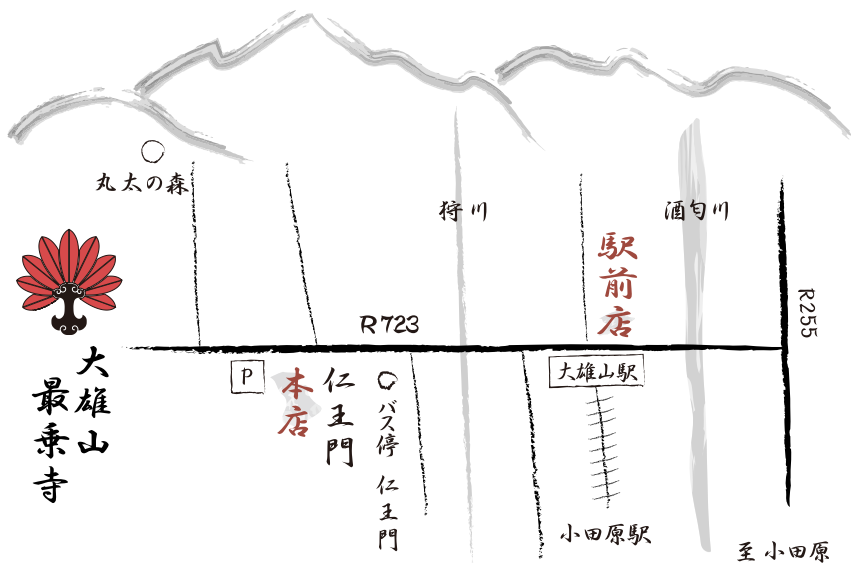 丸太の森
狩川
酒匂川
駅前店
R255
R723
大雄山
最乗寺
P
本店
仁王門
バス停 仁王門
大雄山駅
小田原駅
至 小田原